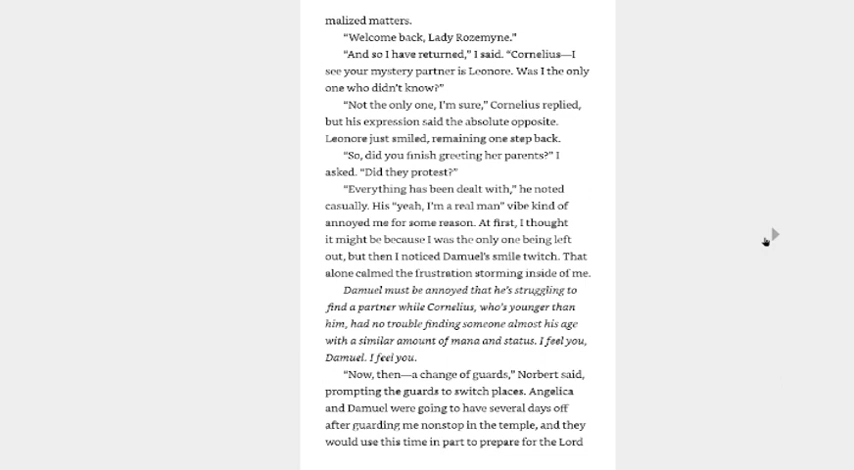 malized matters.
“Welcome back, Lady Rozemyne.”
“And so I have returned,” I said. “Cornelius—I
see your mystery partner is Leonore. Was I the only
one who didn’t know?”
“Not the only one, I’m sure,” Cornelius replied,
but his expression said the absolute opposite.
Leonore just smiled, remaining one step back.
“So, did you finish greeting her parents?” I
asked. “Did they protest?”
“Everything has been dealt with,” he noted
casually. His “yeah, I’m a real man” vibe kind of
annoyed me for some reason. At first, I thought
it might be because I was the only one being left
out, but then I noticed Damuel’s smile twitch. That
alone calmed the frustration storming inside of me.
Damuel must be annoyed that he’s struggling to
find a partner while Cornelius, who’s younger than
him, had no trouble finding someone almost his age
with a similar amount of mana and status. I feel you,
Damuel. I feel you.
“Now, then—a change of guards,” Norbert said,
prompting the guards to switch places. Angelica
and Damuel were going to have several days off
after guarding me nonstop in the temple, and they
would use this time in part to prepare for the Lord